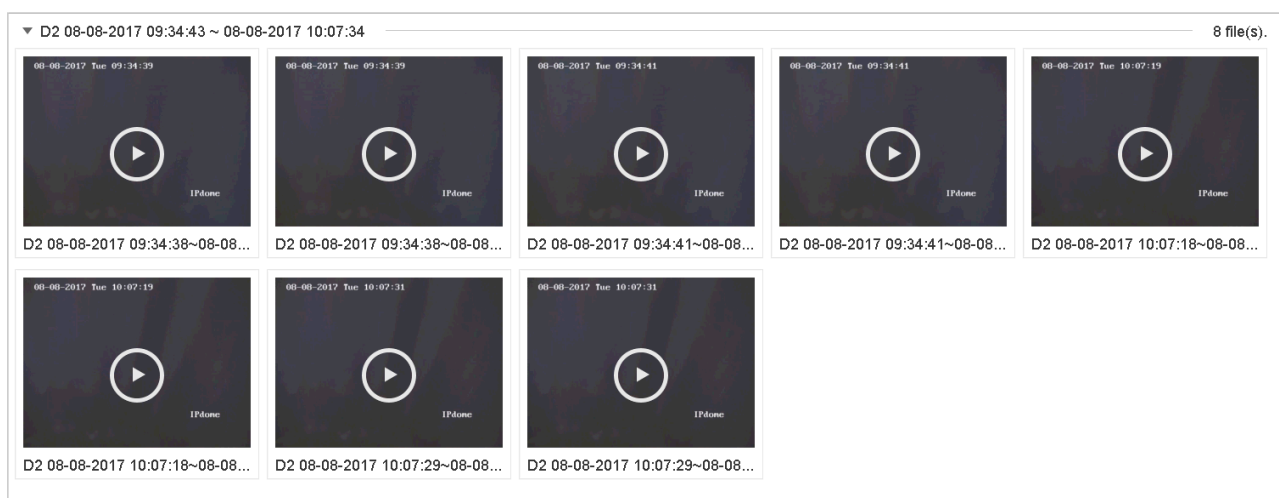 D2 08-08-2017 09:34:43 ~ 08-08-2017 10:07:34 8 file(s).
08-08-2017 Tue 09:34:39
IPdome
D2 08-08-2017 09:34:38~08-08...
08-08-2017 Tue 09:34:39
IPdome
D2 08-08-2017 09:34:38~08-08...
08-08-2017 Tue 09:34:41
IPdome
D2 08-08-2017 09:34:41~08-08...
08-08-2017 Tue 09:34:41
IPdome
D2 08-08-2017 09:34:41~08-08...
08-08-2017 Tue 10:07:19
IPdome
D2 08-08-2017 10:07:18~08-08...
08-08-2017 Tue 10:07:19
IPdome
D2 08-08-2017 10:07:18~08-08...
08-08-2017 Tue 10:07:31
IPdome
D2 08-08-2017 10:07:29~08-08...
08-08-2017 Tue 10:07:31
IPdome
D2 08-08-2017 10:07:29~08-08...